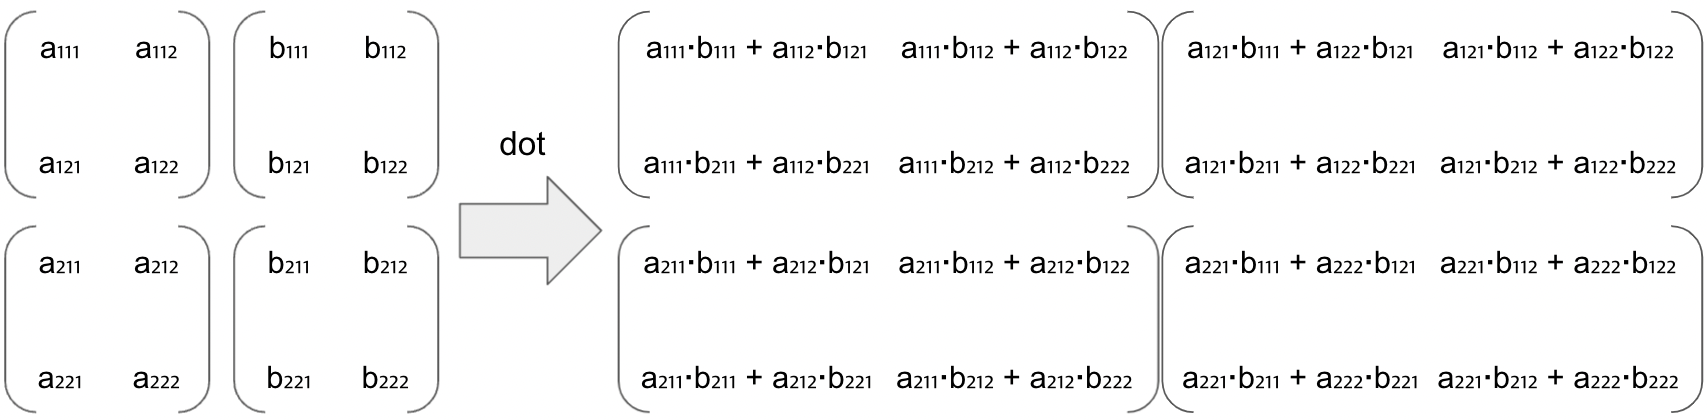 a₁₁₁ a₁₁₂ b₁₁₁ b₁₁₂ a₁₁₁·b₁₁₁ + a₁₁₂·b₁₂₁ a₁₁₁·b₁₁₂ + a₁₁₂·b₁₂₂ a₁₂₁·b₁₁₁ + a₁₂₂·b₁₂₁ a₁₂₁·b₁₁₂ + a₁₂₂·b₁₂₂
dot
a₁₂₁ a₁₂₂ b₁₂₁ b₁₂₂ a₁₁₁·b₂₁₁ + a₁₁₂·b₂₂₁ a₁₁₁·b₂₁₂ + a₁₁₂·b₂₂₂ a₁₂₁·b₂₁₁ + a₁₂₂·b₂₂₁ a₁₂₁·b₂₁₂ + a₁₂₂·b₂₂₂
a₂₁₁ a₂₁₂ b₂₁₁ b₂₁₂ a₂₁₁·b₁₁₁ + a₂₁₂·b₁₂₁ a₂₁₁·b₁₁₂ + a₂₁₂·b₁₂₂ a₂₂₁·b₁₁₁ + a₂₂₂·b₁₂₁ a₂₂₁·b₁₁₂ + a₂₂₂·b₁₂₂
a₂₂₁ a₂₂₂ b₂₂₁ b₂₂₂ a₂₁₁·b₂₁₁ + a₂₁₂·b₂₂₁ a₂₁₁·b₂₁₂ + a₂₁₂·b₂₂₂ a₂₂₁·b₂₁₁ + a₂₂₂·b₂₂₁ a₂₂₁·b₂₁₂ + a₂₂₂·b₂₂₂